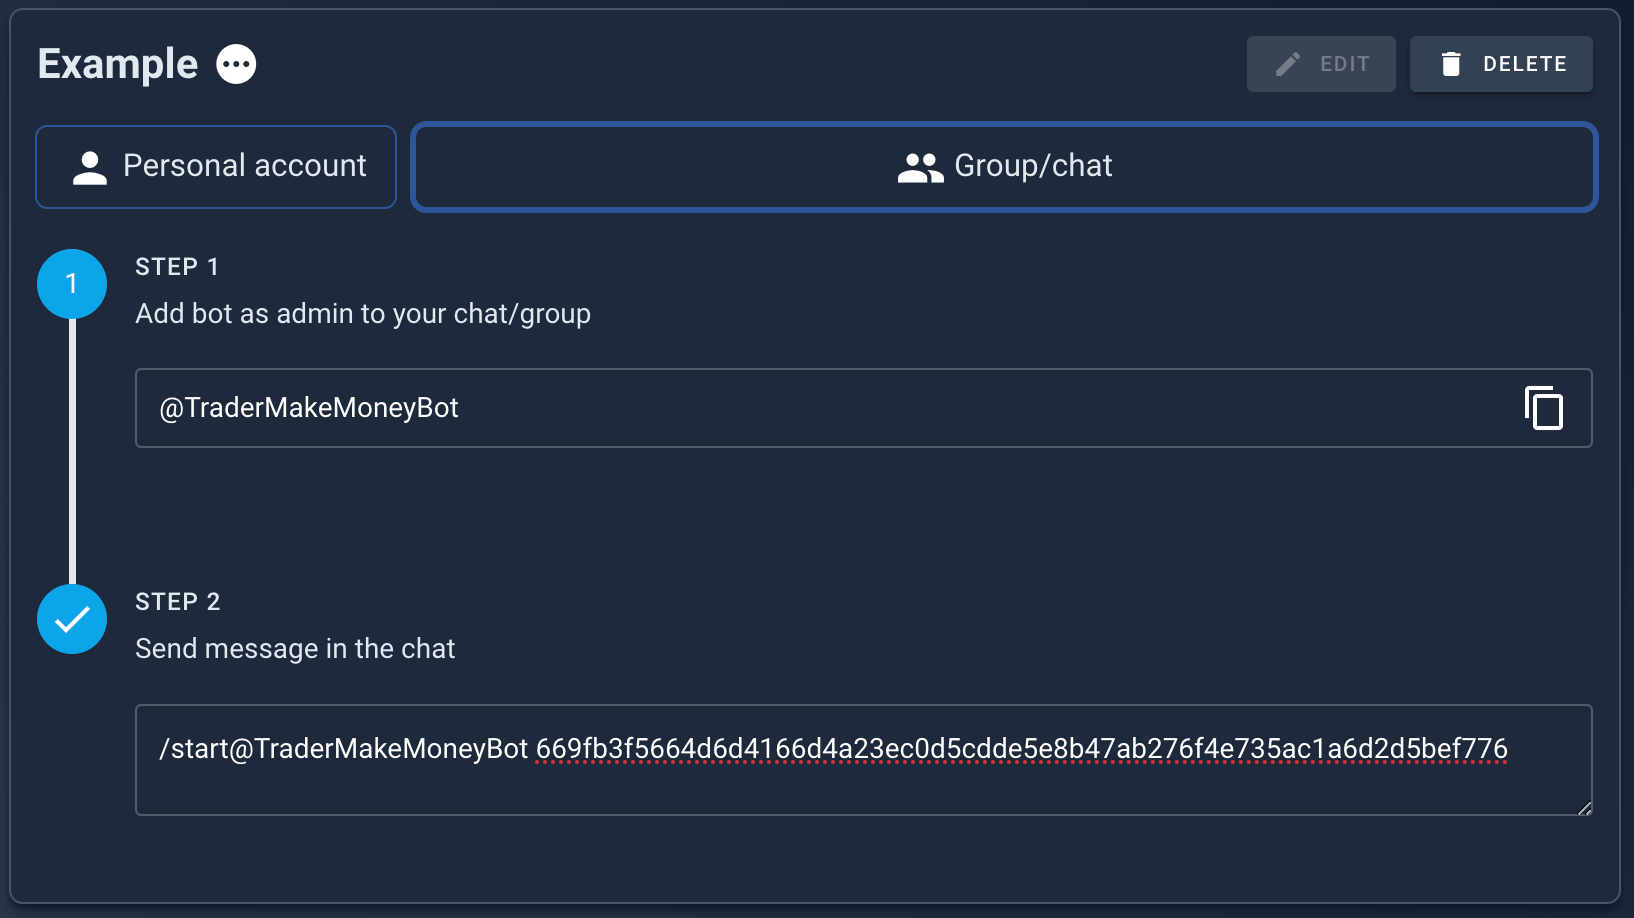 Example
EDIT
DELETE
Personal account
Group/chat
1
STEP 1
Add bot as admin to your chat/group
@TraderMakeMoneyBot
STEP 2
Send message in the chat
/start@TraderMakeMoneyBot 669fb3f5664d6d4166d4a23ec0d5cdde5e8b47ab276f4e735ac1a6d2d5bef776